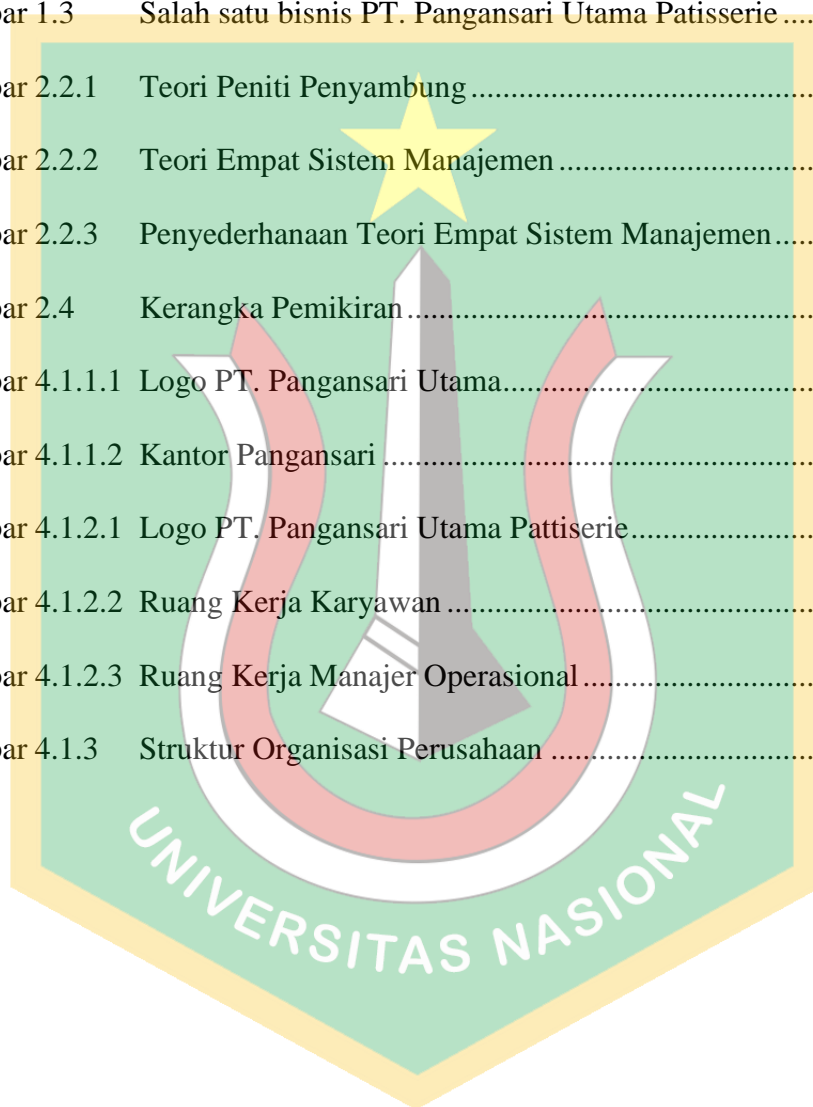 bar 1.3 Salah satu bisnis PT. Pangansari Utama Patisserie ....
bar 2.2.1 Teori Peniti Penyambung ..........................................
bar 2.2.2 Teori Empat Sistem Manajemen ...............................
bar 2.2.3 Penyederhanaan Teori Empat Sistem Manajemen .....
bar 2.4 Kerangka Pemikiran ..................................................
bar 4.1.1.1 Logo PT. Pangansari Utama.......................................
bar 4.1.1.2 Kantor Pangansari .....................................................
bar 4.1.2.1 Logo PT. Pangansari Utama Pattiserie.......................
bar 4.1.2.2 Ruang Kerja Karyawan .............................................
bar 4.1.2.3 Ruang Kerja Manajer Operasional ............................
bar 4.1.3 Struktur Organisasi Perusahaan ................................
UNIVERSITAS NASIONAL